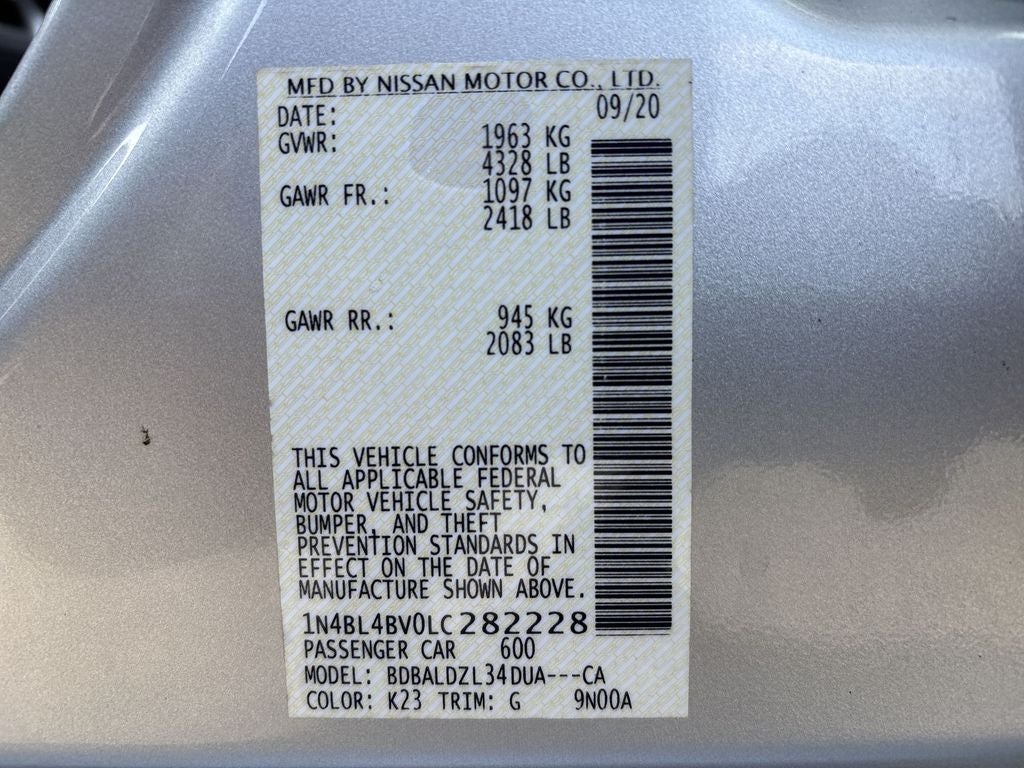 MFD BY NISSAN MOTOR CO., LTD.
DATE: 09/20
GVWR: 1963 KG
4328 LB
GAWR FR.: 1097 KG
2418 LB
GAWR RR.: 945 KG
2083 LB
THIS VEHICLE CONFORMS TO
ALL APPLICABLE FEDERAL
MOTOR VEHICLE SAFETY,
BUMPER, AND THEFT
PREVENTION STANDARDS IN
EFFECT ON THE DATE OF
MANUFACTURE SHOWN ABOVE.
1N4BL4BV0LC282228
PASSENGER CAR 600
MODEL: BDBALDZL34DUA---CA
COLOR: K23 TRIM: G 9N00A